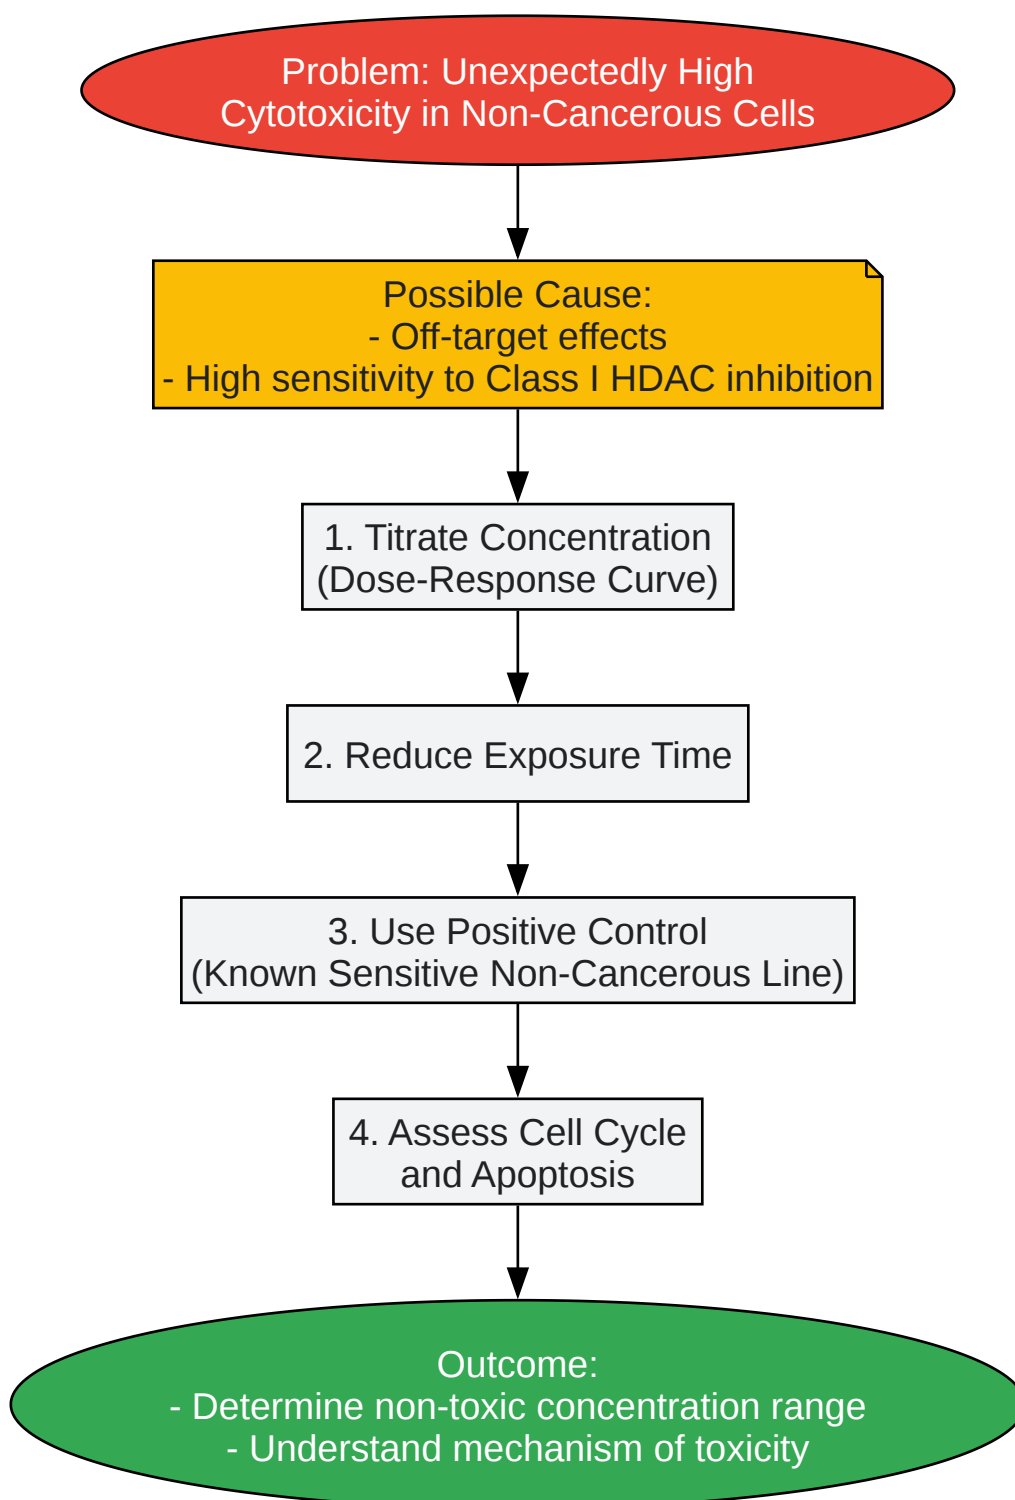 Problem: Unexpectedly High
Cytotoxicity in Non-Cancerous Cells
Possible Cause:
- Off-target effects
- High sensitivity to Class I HDAC inhibition
1. Titrate Concentration
(Dose-Response Curve)
2. Reduce Exposure Time
3. Use Positive Control
(Known Sensitive Non-Cancerous Line)
4. Assess Cell Cycle
and Apoptosis
Outcome:
- Determine non-toxic concentration range
- Understand mechanism of toxicity